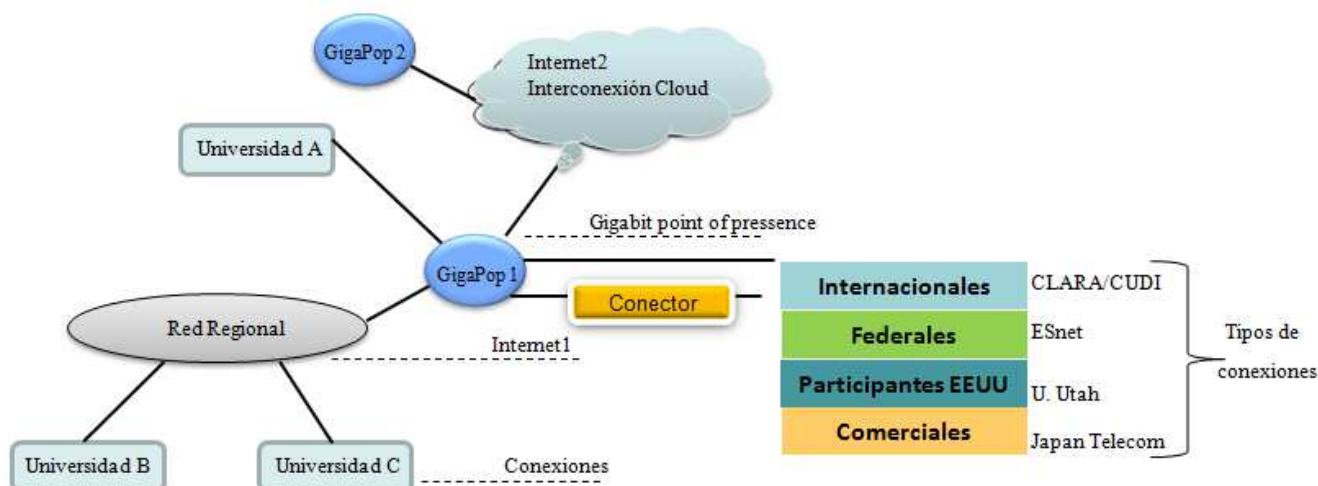 GigaPop 2
Internet2
Interconexión Cloud
Universidad A
Gigabit point of pressence
GigaPop 1
Internacionales
CLARA/CUDI
Conector
Red Regional
Internet1
Federales
ESnet
Tipos de
conexiones
Participantes EEUU
U. Utah
Comerciales
Japan Telecom
Universidad B
Universidad C
Conexiones